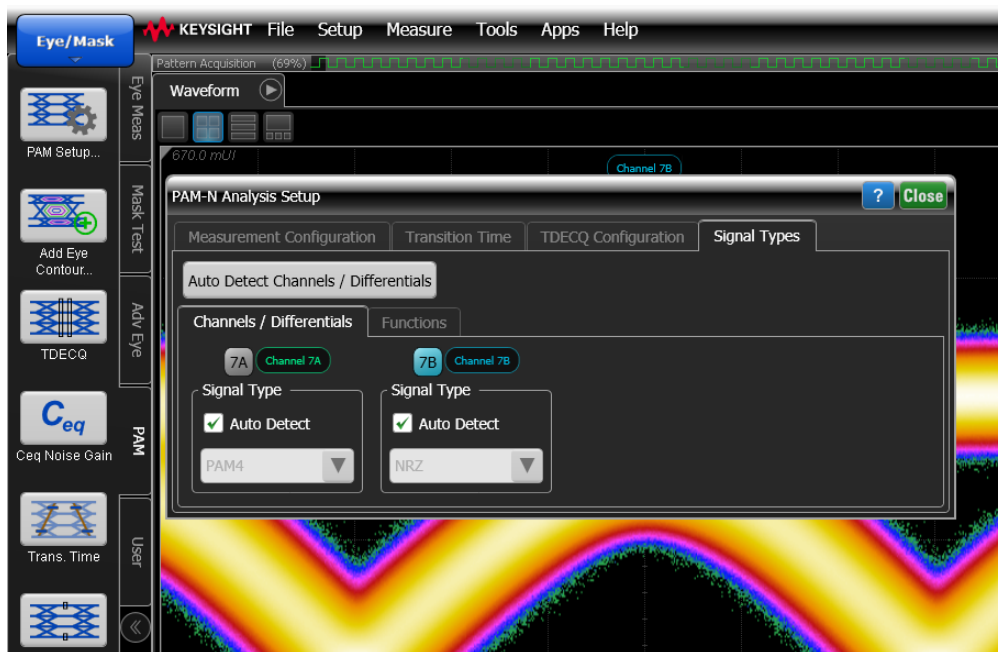 Eye/Mask
KEYSIGHT File Setup Measure Tools Apps Help
Pattern Acquisition (69%)
Waveform
670.0 mUI
Channel 7B
PAM Setup...
Add Eye
Contour...
TDECQ
Ceq
Ceq Noise Gain
Trans. Time
Eye Meas
Mask Test
Adv Eye
PAM
User
PAM-N Analysis Setup
? Close
Measurement Configuration Transition Time TDECQ Configuration Signal Types
Auto Detect Channels / Differentials
Channels / Differentials Functions
7A Channel 7A 7B Channel 7B
Signal Type Signal Type
Auto Detect Auto Detect
PAM4 NRZ